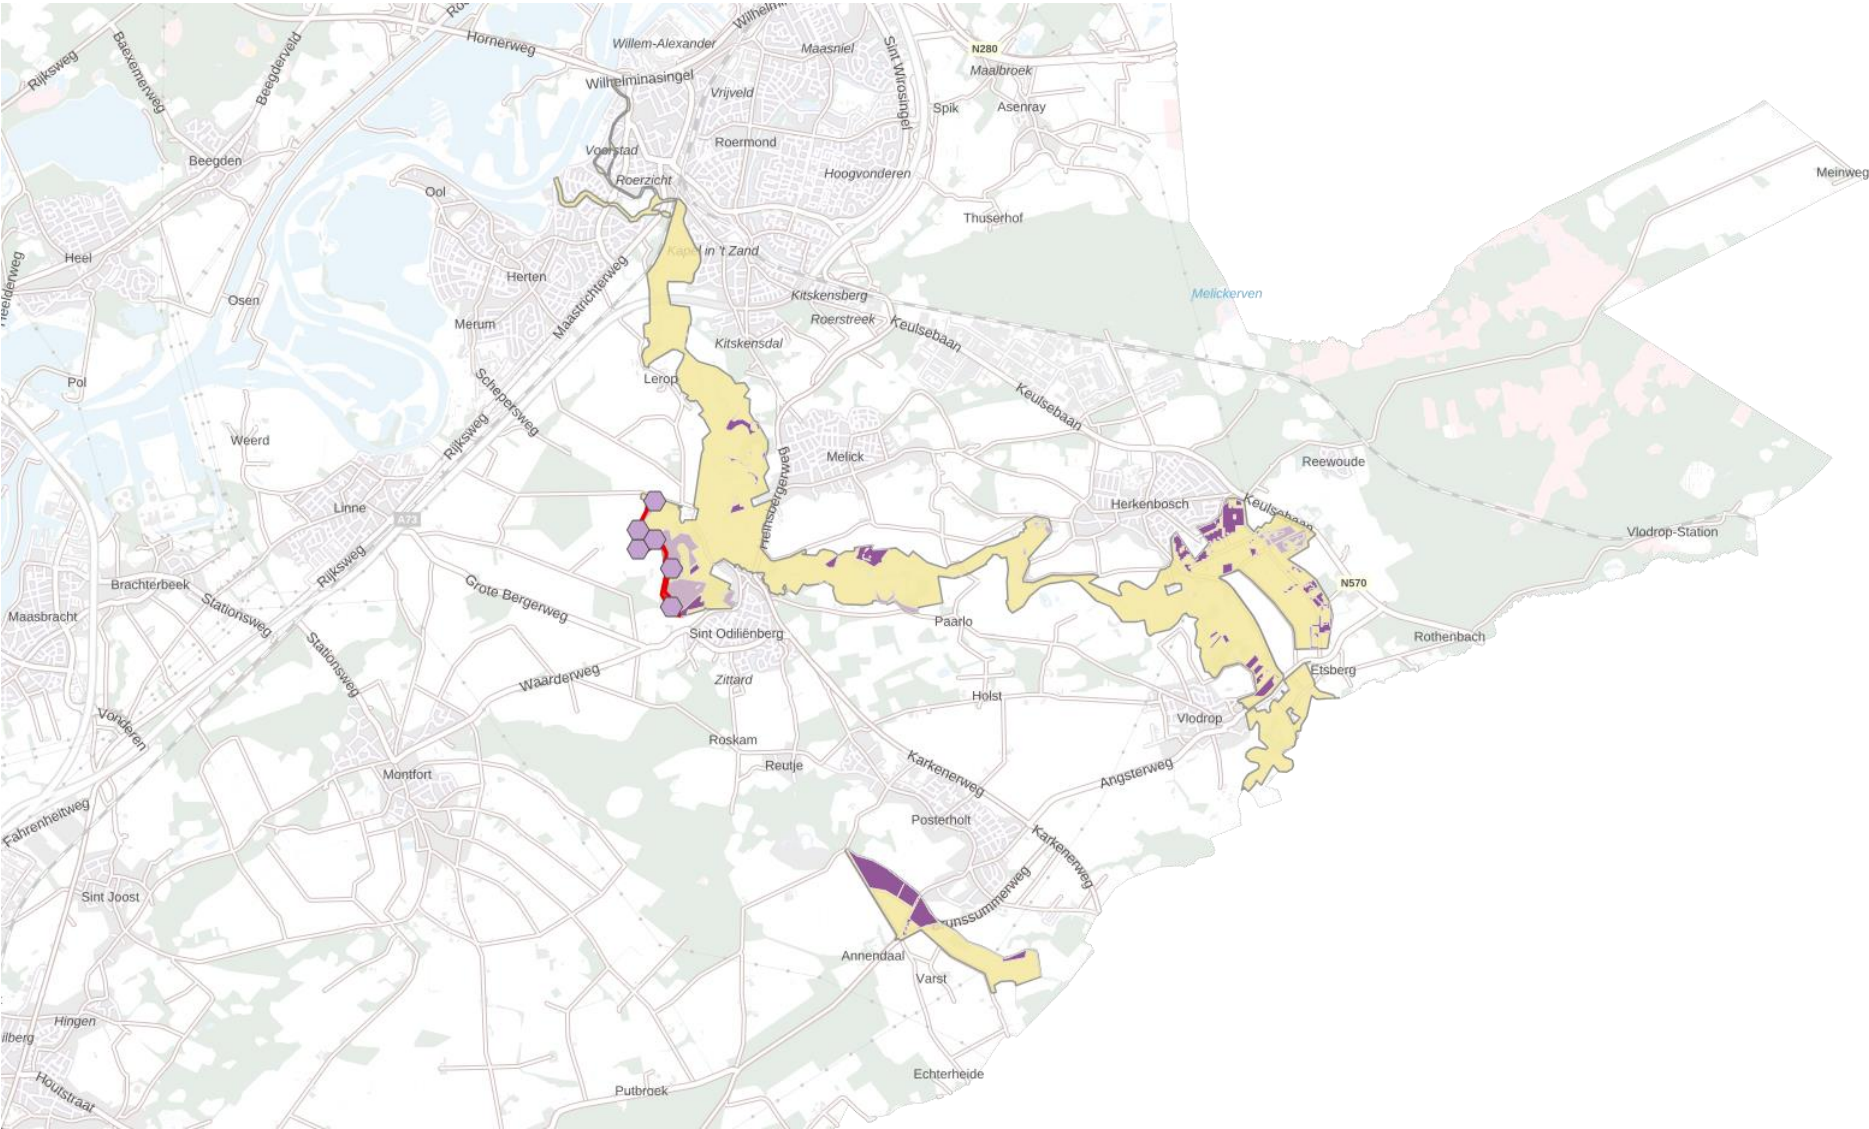 Hornerweg
Willem-Alexander
Maasniel
N280
Maalbroek
Rijksweg
Baexemerweg
Beegderveld
Wilhelminasingel
Vrijveld
Sint Wirosingel
Spik
Asenray
Roermond
Voorstad
Beegden
Hoogvonderen
Roerzicht
Meinweg
Ool
Thuserhof
Kapel in 't Zand
Heel
Herten
Osen
Maastrichterweg
Kitskensberg
Melickerven
Merum
Roerstreek
Keulsebaan
Kitskensdal
Pol
Lerop
Schepersweg
Keulsebaan
Weerd
Rijksweg
Melick
Heinsbergerweg
Reewoude
Linne
A73
Herkenbosch
Keulsebaan
Vlodrop-Station
Rijksweg
Brachterbeek
Grote Bergerweg
N570
Maasbracht
Stationsweg
Stationsweg
Sint Odiliënberg
Paarlo
Rothenbach
Waarderweg
Zittard
Etsberg
Holst
Vlodrop
Vonderen
Roskam
Reutje
Karkenerweg
Angsterweg
Montfort
Fahrenheitweg
Posterholt
Karkenerweg
Sint Joost
unssummerweg
Annendaal
Varst
Hingen
ilberg
Echterheide
Putbroek
Houtstraat